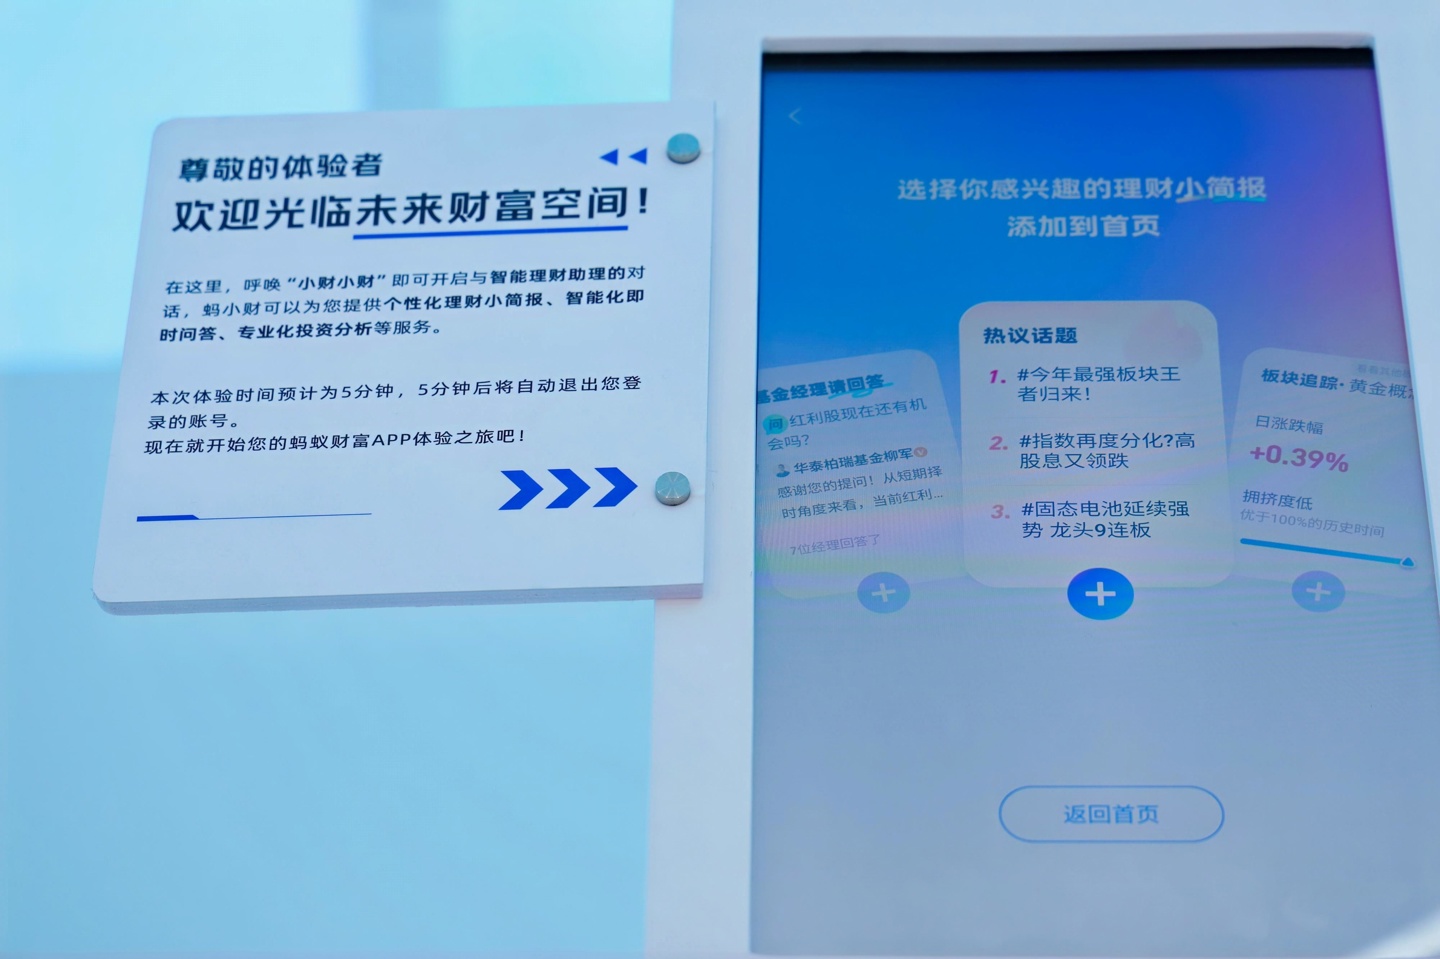 尊敬的体验者
欢迎光临未来财富空间！
在这里，呼唤“小财小财”即可开启与智能理财助理的对
话，蚂小财可以为您提供个性化理财小简报、智能化即
时问答、专业化投资分析等服务。
本次体验时间预计为5分钟，5分钟后将自动退出您登
录的账号。
现在就开始您的蚂蚁财富APP体验之旅吧！
选择你感兴趣的理财小简报
添加到首页
基金经理请回答
问 红利股现在还有机
会吗？
华泰柏瑞基金柳军
感谢您的提问！从短期择
时角度来看，当前红利...
7位经理回答了
热议话题
1. #今年最强板块王
者归来！
2. #指数再度分化?高
股息又领跌
3. #固态电池延续强
势 龙头9连板
板块追踪·黄金概
日涨跌幅
+0.39%
拥挤度低
优于100%的历史时间
返回首页